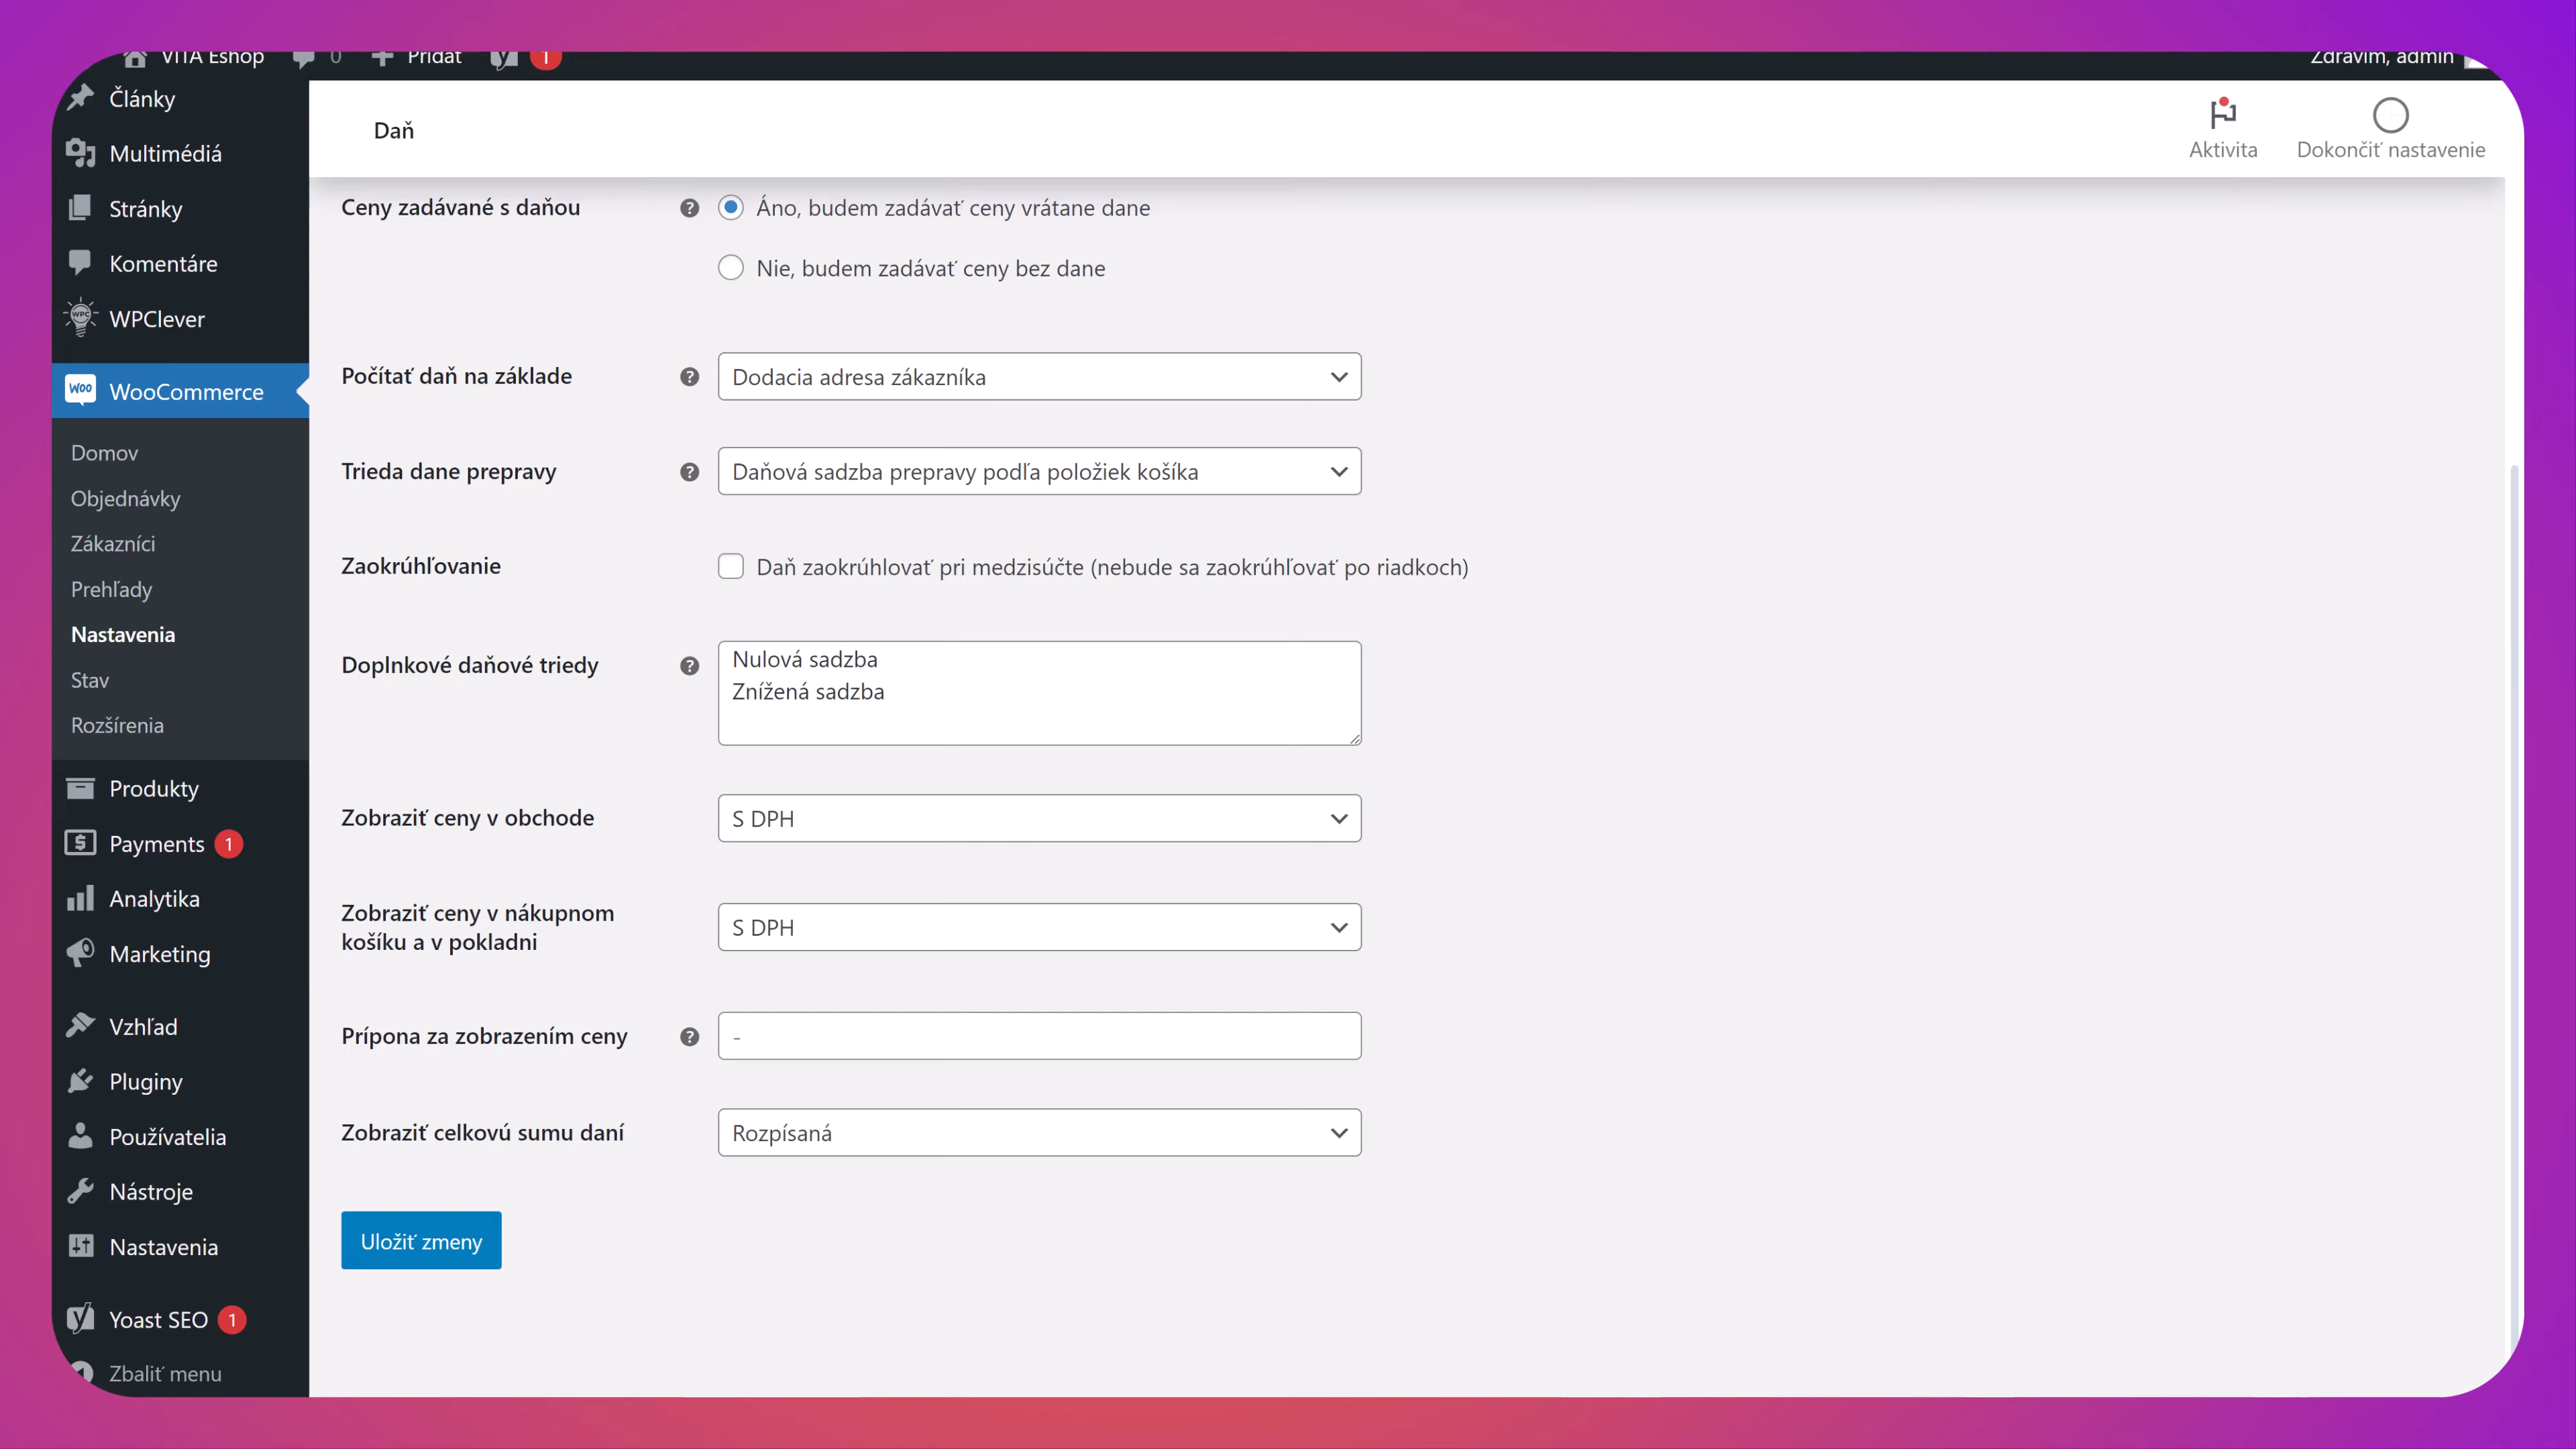 VITA Eshop
0
Pridať
1
Zdravím, admin
Články
Multimédiá
Stránky
Komentáre
WPC
WPClever
Woo
WooCommerce
Domov
Objednávky
Zákazníci
Prehľady
Nastavenia
Stav
Rozšírenia
Produkty
Payments 1
Analytika
Marketing
Vzhľad
Pluginy
Používatelia
Nástroje
Nastavenia
Yoast SEO 1
Zbaliť menu
Daň
Aktivita
Dokončiť nastavenie
Ceny zadávané s daňou
Áno, budem zadávať ceny vrátane dane
Nie, budem zadávať ceny bez dane
Počítať daň na základe
Dodacia adresa zákazníka
Trieda dane prepravy
Daňová sadzba prepravy podľa položiek košíka
Zaokrúhľovanie
Daň zaokrúhlovať pri medzisúčte (nebude sa zaokrúhľovať po riadkoch)
Doplnkové daňové triedy
Nulová sadzba
Znížená sadzba
Zobraziť ceny v obchode
S DPH
Zobraziť ceny v nákupnom
košíku a v pokladni
S DPH
Prípona za zobrazením ceny
-
Zobraziť celkovú sumu daní
Rozpísaná
Uložiť zmeny